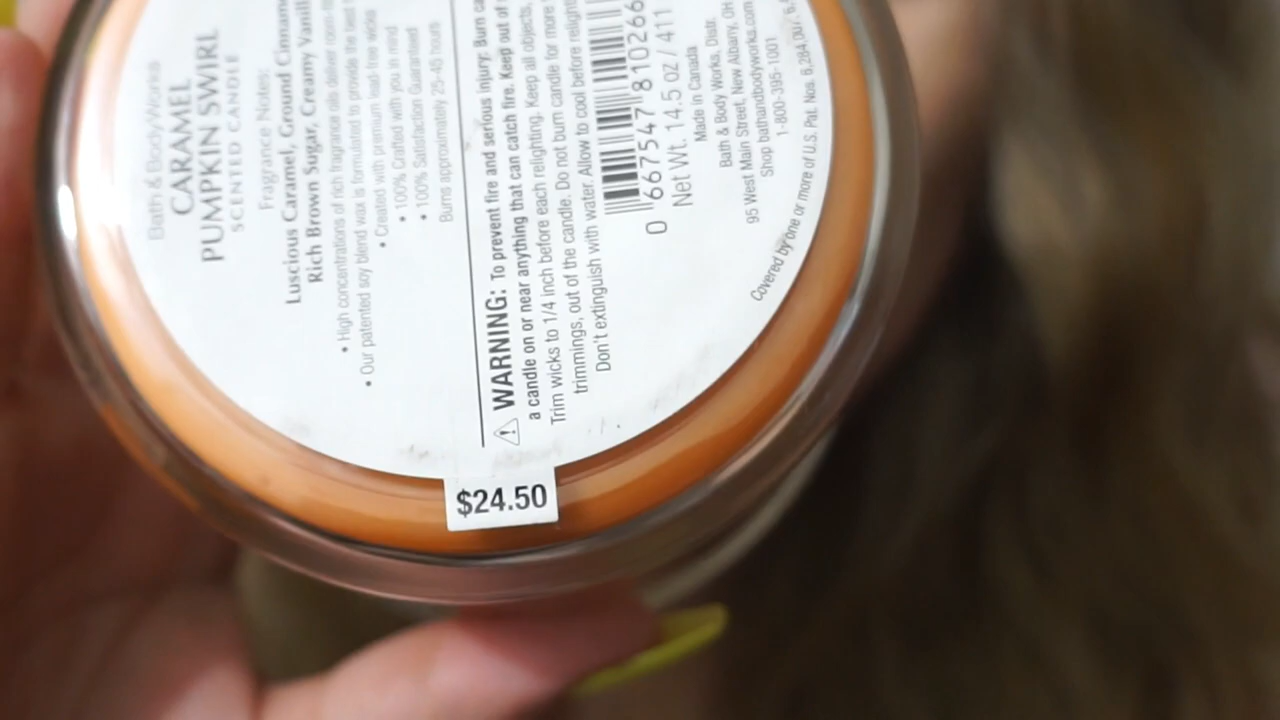 Bath & Body Works
CARAMEL
PUMPKIN SWIRL
SCENTED CANDLE
Fragrance Notes:
Luscious Caramel, Ground
Rich Brown Sugar, Creamy
• High concentrations of rich fragrance oils deliver
• Our patented soy blend wax is formulated to provide the best
• Created with premium lead-free wicks
• 100% Crafted with you in mind
• 100% Satisfaction Guaranteed
Burns approximately 25-45 hours
⚠ WARNING: To prevent fire and serious injury: Burn
a candle on or near anything that can catch fire. Keep out of
Trim wicks to 1/4 inch before each relighting. Keep all objects,
trimmings, out of the candle. Do not burn candle for more
Don't extinguish with water. Allow to cool before
0 667547 810266
Net Wt. 14.5 oz / 411
Made in Canada
Bath & Body Works, Distr.
95 West Main Street, New Albany, OH
Shop bathandbodyworks.com
1-800-395-1001
Covered by one or more of U.S. Pat. Nos. 6,284,007,
$24.50